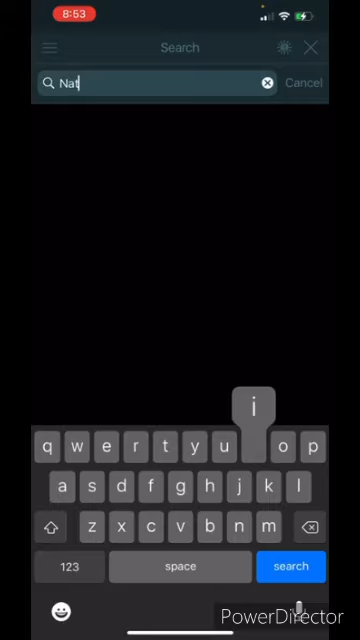 8:53
Search
Nat
Cancel
i
q w e r t y u o p
a s d f g h j k l
z x c v b n m
123 space search
PowerDirector